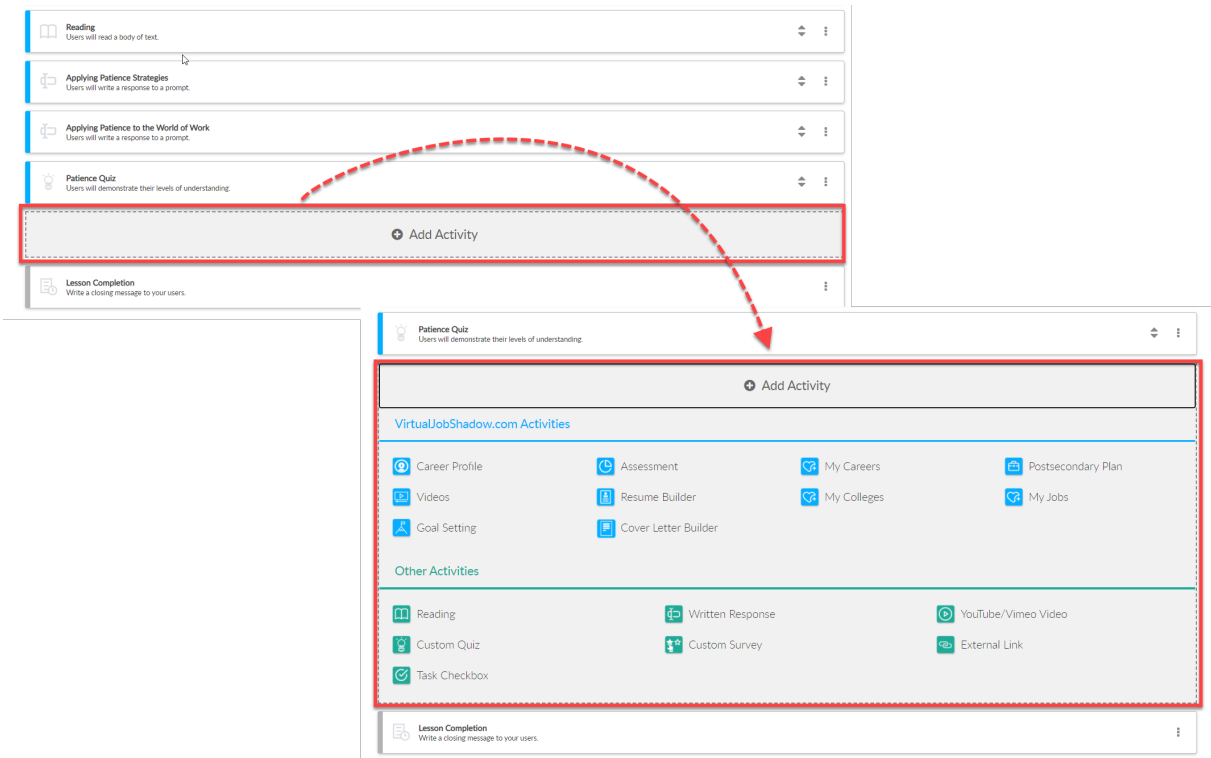 Reading
Users will read a body of text.
Applying Patience Strategies
Users will write a response to a prompt.
Applying Patience to the World of Work
Users will write a response to a prompt.
Patience Quiz
Users will demonstrate their levels of understanding.
Add Activity
Lesson Completion
Write a closing message to your users.
Patience Quiz
Users will demonstrate their levels of understanding.
Add Activity
VirtualJobShadow.com Activities
Career Profile Assessment My Careers Postsecondary Plan
Videos Resume Builder My Colleges My Jobs
Goal Setting Cover Letter Builder
Other Activities
Reading Written Response YouTube/Vimeo Video
Custom Quiz Custom Survey External Link
Task Checkbox
Lesson Completion
Write a closing message to your users.